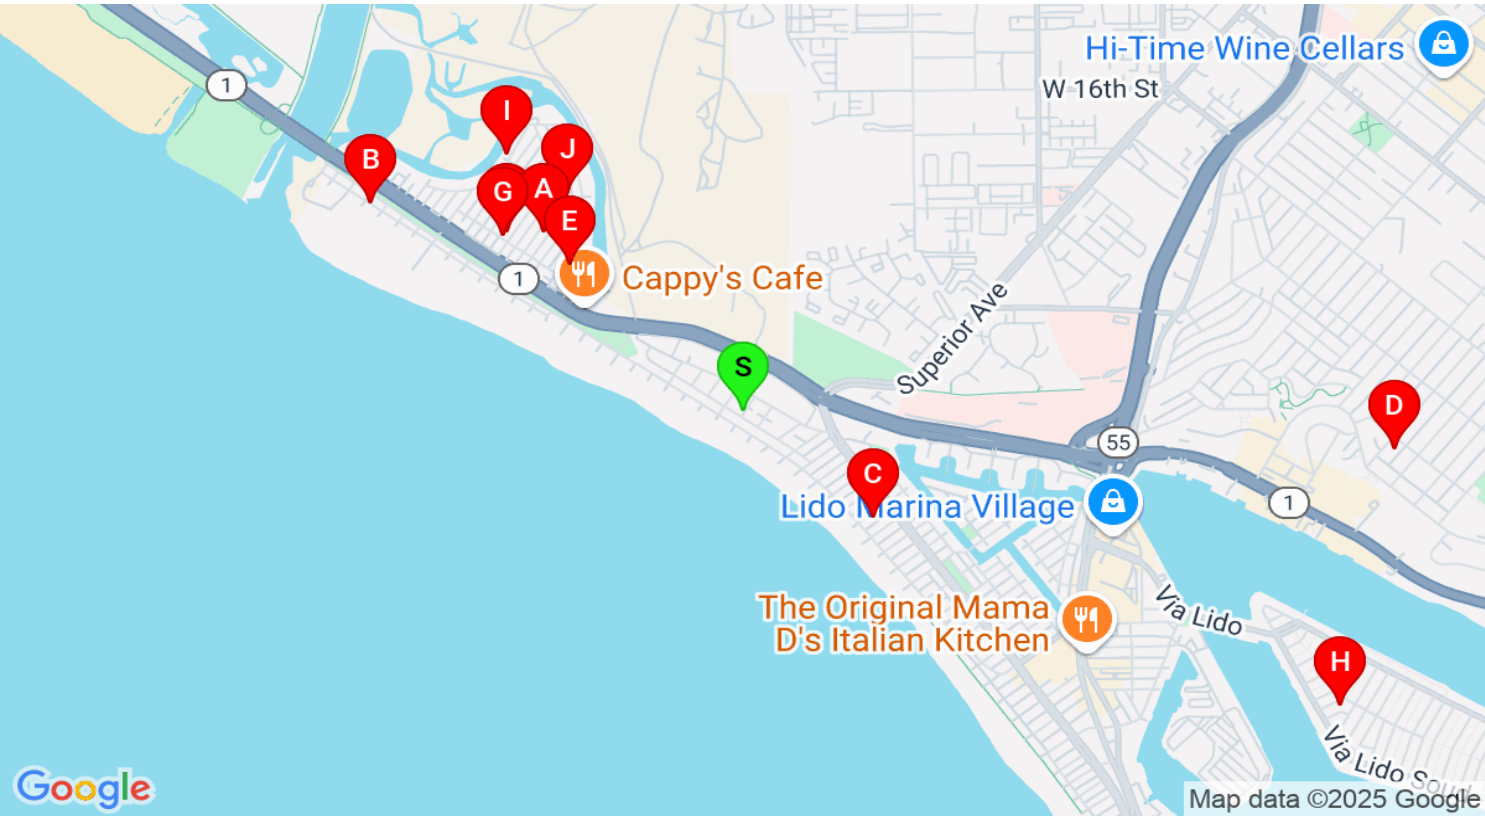 Hi-Time Wine Cellars
W 16th St
1
I
J
B
G
A
E
1
Cappy's Cafe
Superior Ave
S
D
55
C
Lido Marina Village
1
The Original Mama
D's Italian Kitchen
Via Lido
H
Via Lido Soud
Google
Map data ©2025 Google